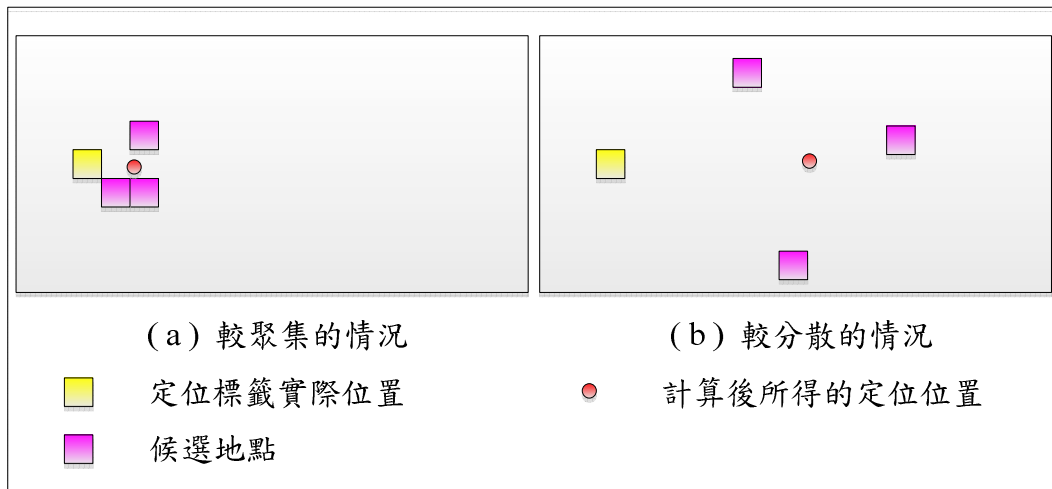 (a) 較聚集的情況
(b) 較分散的情況
定位標籤實際位置
計算後所得的定位位置
候選地點